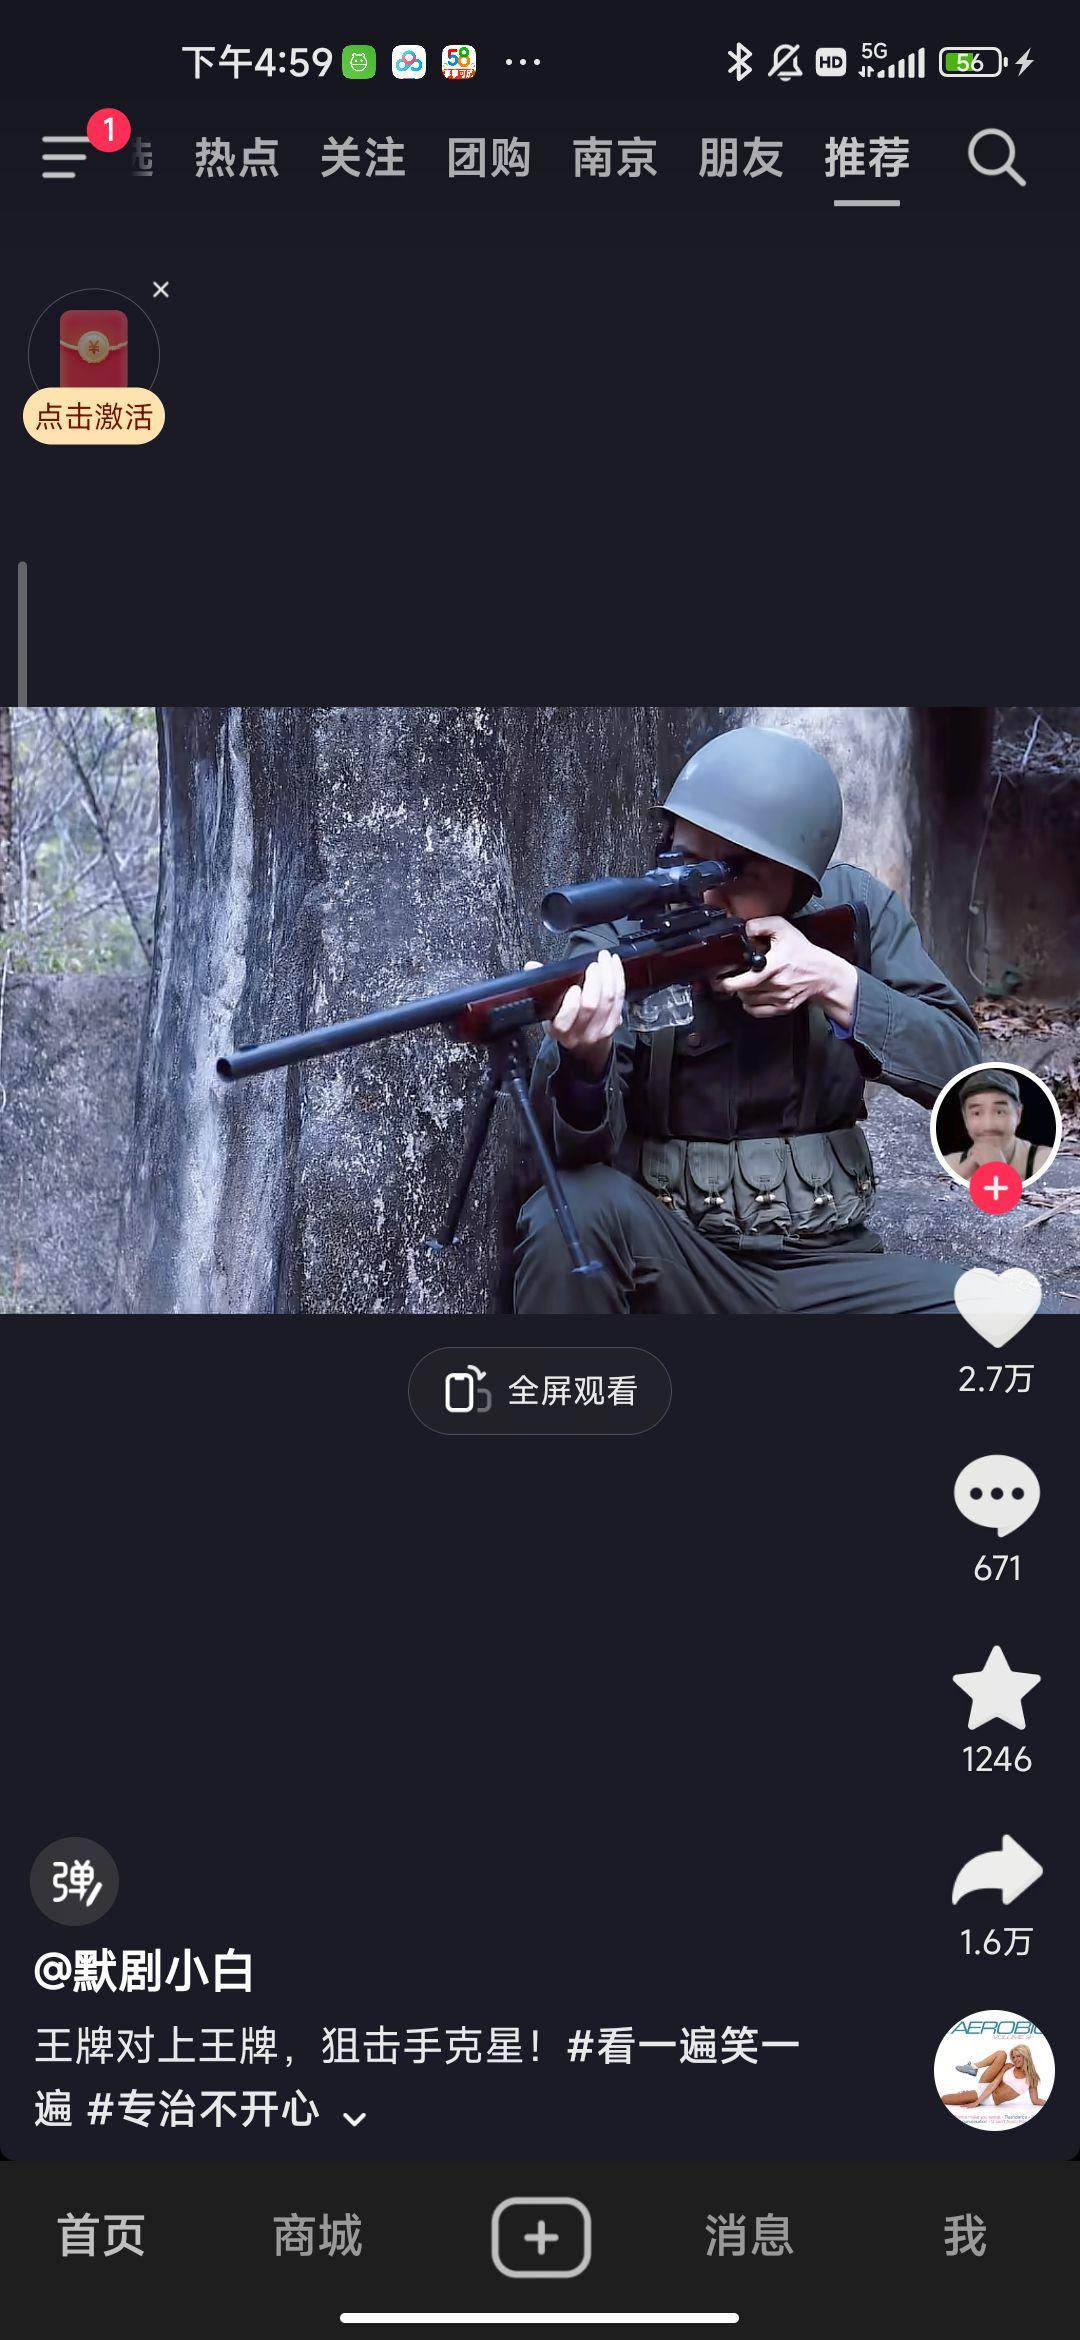 下午4:59 58 ... HD 5G 56
1
热点 关注 团购 南京 朋友 推荐
点击激活
全屏观看
2.7万
671
1246
1.6万
弹
@默剧小白
王牌对上王牌，狙击手克星！#看一遍笑一
遍 #专治不开心
AEROBIC
首页 商城 消息 我